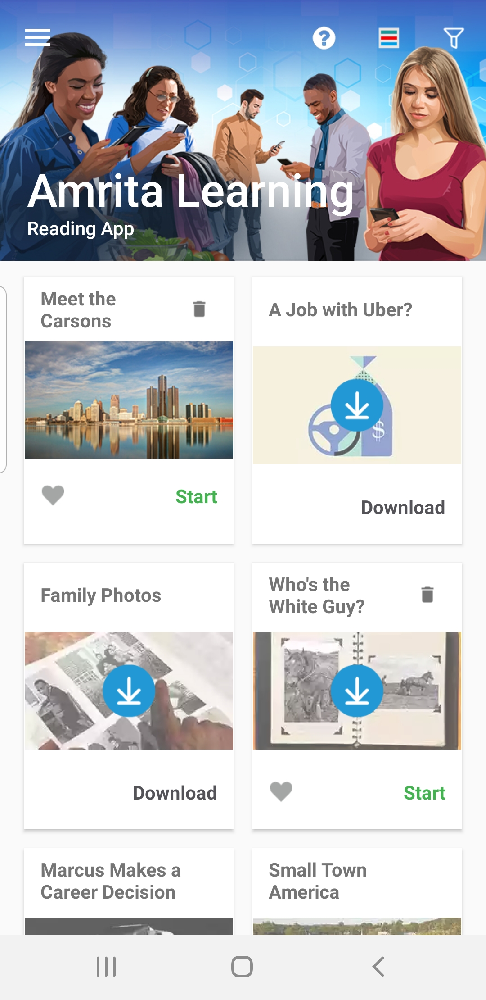 Amrita Learning
Reading App
Meet the
Carsons
A Job with Uber?
$
Start
Download
Family Photos
Who's the
White Guy?
Download
Start
Marcus Makes a
Career Decision
Small Town
America